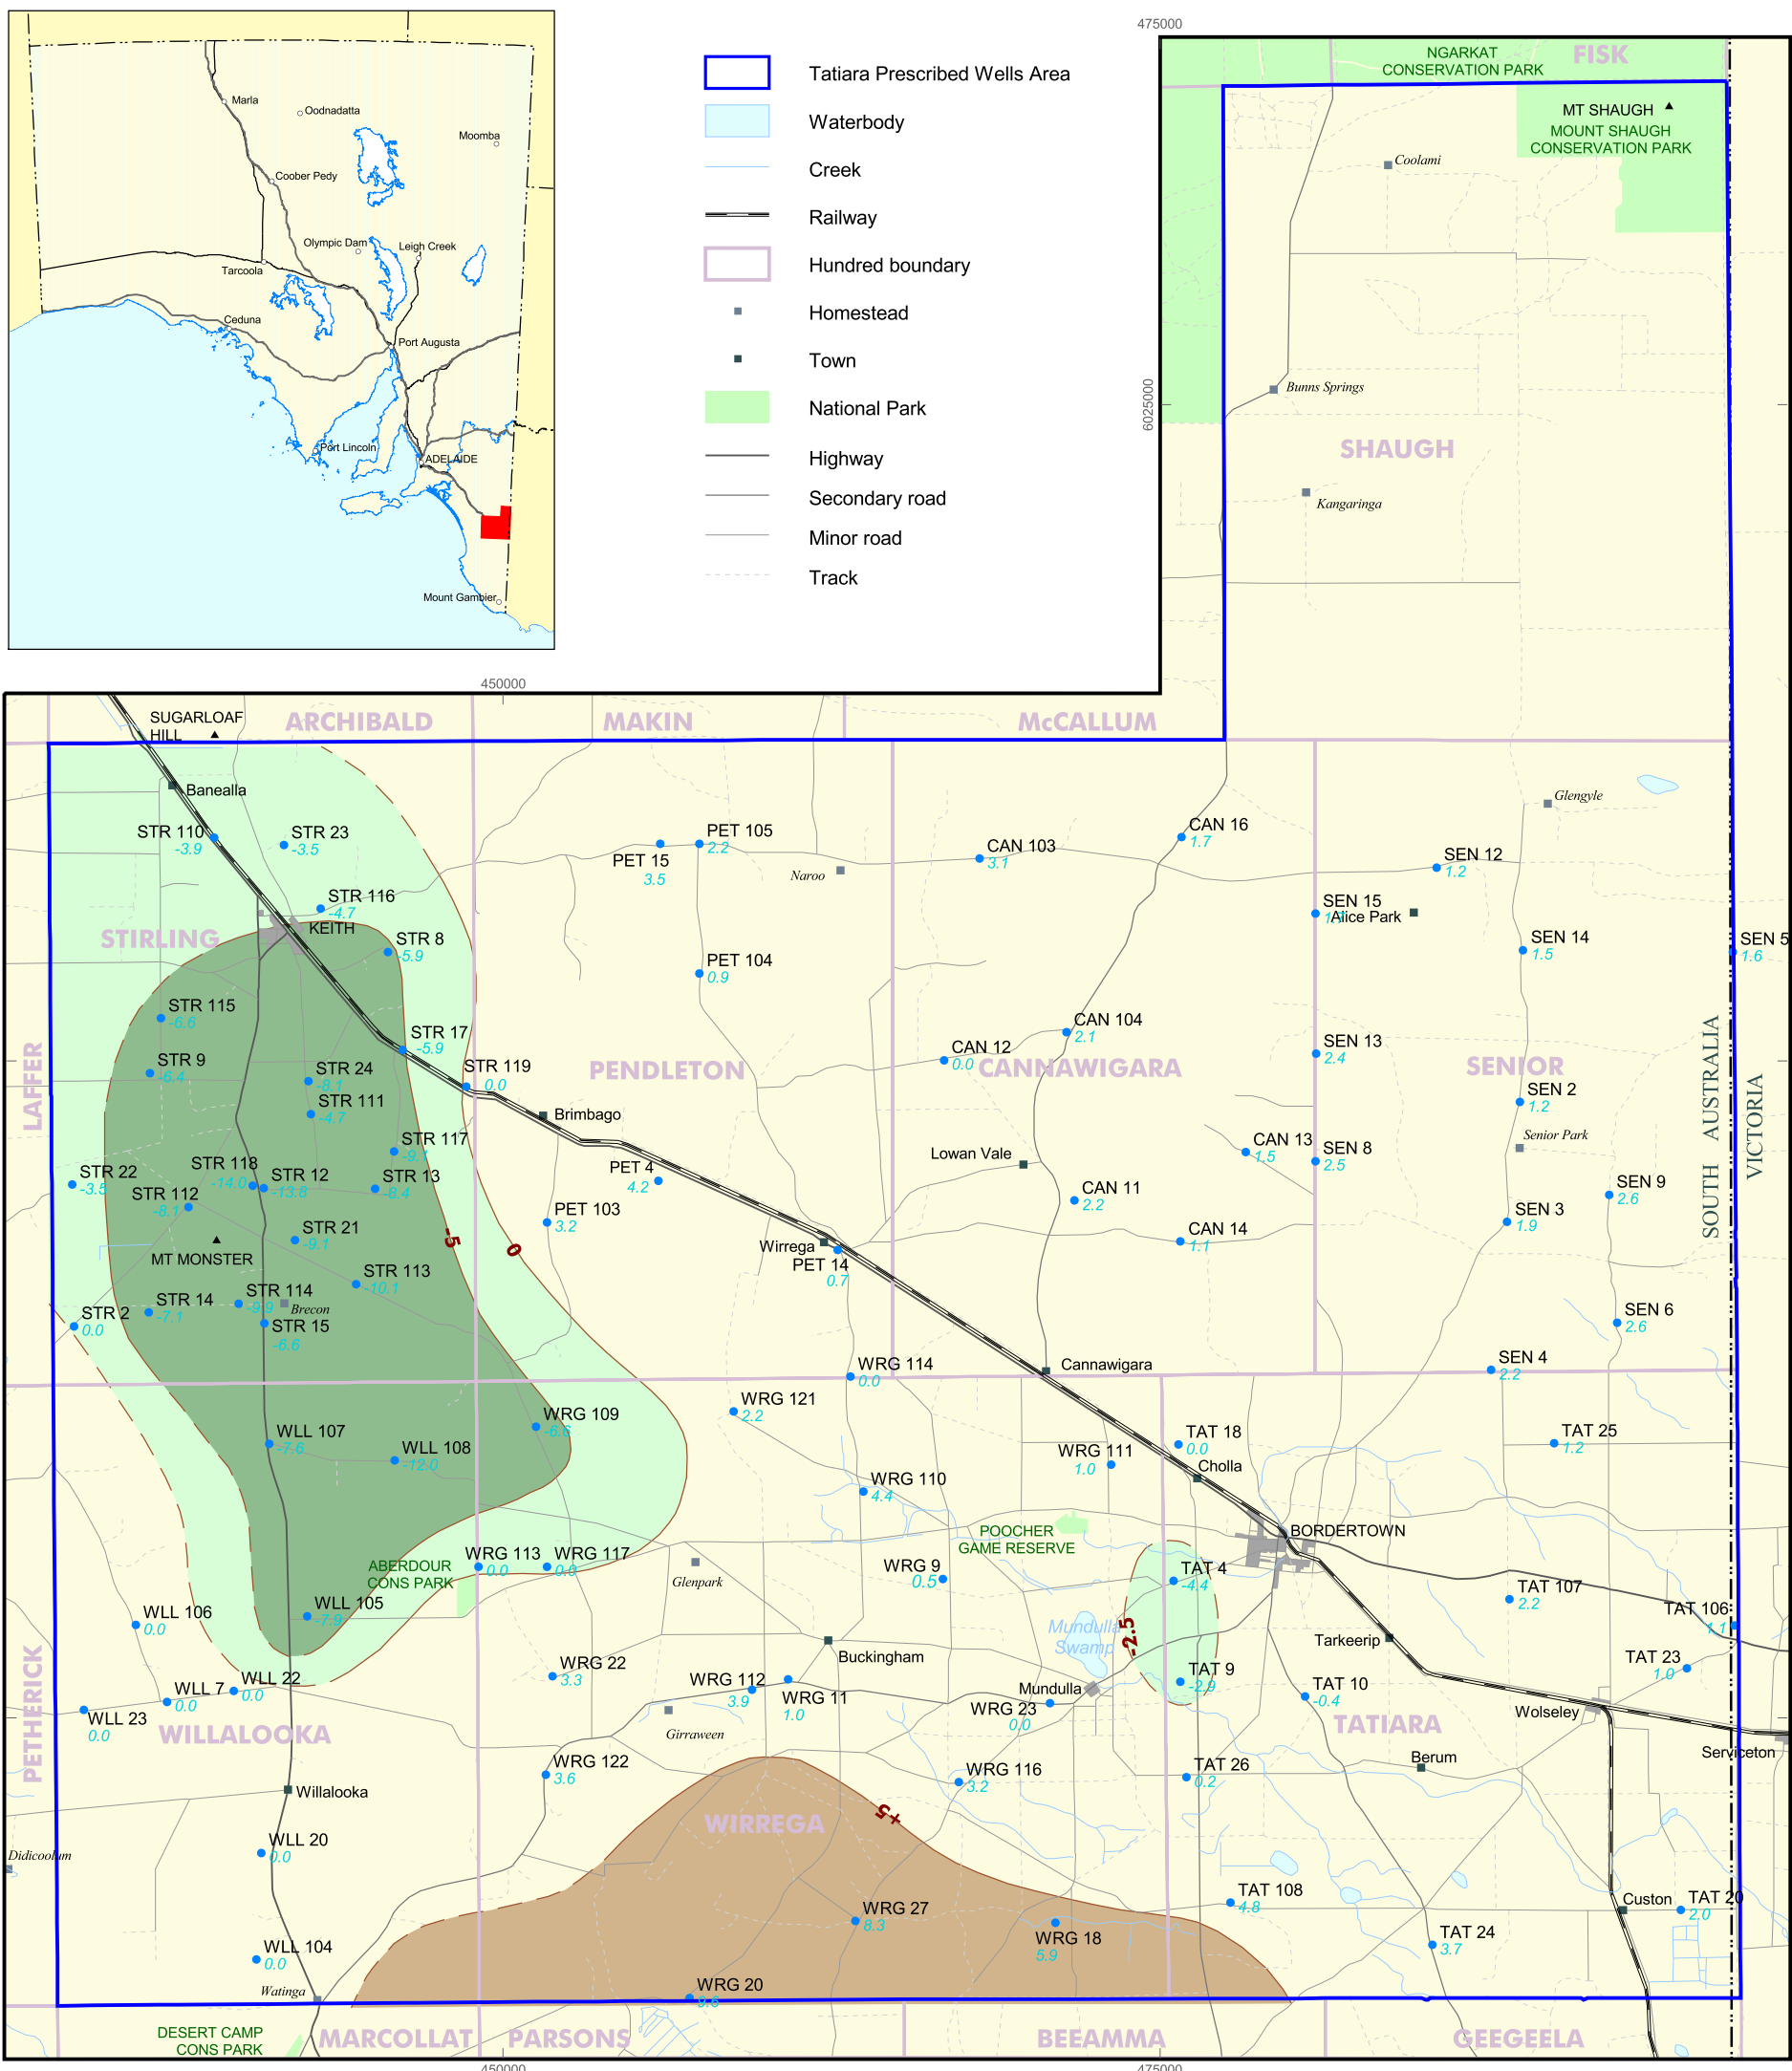 Marla
Oodnadatta
Moomba
Coober Pedy
Olympic Dam
Leigh Creek
Tarcoola
Ceduna
Port Augusta
Port Lincoln
ADELAIDE
Mount Gambier
Tatiara Prescribed Wells Area
Waterbody
Creek
Railway
Hundred boundary
Homestead
Town
National Park
Highway
Secondary road
Minor road
Track
475000
NGARKAT
CONSERVATION PARK
FISK
MT SHAUGH
MOUNT SHAUGH
CONSERVATION PARK
Coolami
6025000
Bunns Springs
SHAUGH
Kangaringa
450000
SUGARLOAF
HILL
ARCHIBALD
MAKIN
McCALLUM
Banealla
Glengyle
STR 110
-3.9
STR 23
-3.5
PET 105
2.2
PET 15
3.5
Naroo
CAN 103
3.1
CAN 16
1.7
SEN 12
1.2
STR 116
-4.7
KEITH
STIRLING
STR 8
-5.9
SEN 15
Alice Park
SEN 14
1.5
SEN 5
1.6
PET 104
0.9
STR 115
-6.6
STR 17
-5.9
CAN 104
2.1
CAN 12
0.0
SEN 13
2.4
STR 9
-6.4
STR 24
-8.1
STR 119
0.0
PENDLETON
CANNAWIGARA
SENIOR
LAFFER
STR 111
-4.7
Brimbago
SEN 2
1.2
Senior Park
SOUTH AUSTRALIA
VICTORIA
STR 117
-9.1
CAN 13
1.5
SEN 8
2.5
Lowan Vale
STR 22
-3.5
STR 118
-14.0
STR 12
-13.8
STR 13
-8.4
PET 4
4.2
STR 112
-8.1
CAN 11
2.2
SEN 9
2.6
PET 103
3.2
SEN 3
1.9
STR 21
-9.1
-5
0
MT MONSTER
Wirrega
PET 14
0.7
CAN 14
1.1
STR 113
-10.1
STR 114
-9.9
Brecon
STR 14
-7.1
STR 2
0.0
STR 15
-6.6
SEN 6
2.6
WRG 114
0.0
Cannawigara
SEN 4
2.2
WRG 121
2.2
WRG 109
-6.6
WLL 107
-7.6
WLL 108
-12.0
TAT 18
0.0
TAT 25
1.2
WRG 111
1.0
Cholla
WRG 110
4.4
POOCHER
GAME RESERVE
BORDERTOWN
ABERDOUR
CONS PARK
WRG 113
0.0
WRG 117
0.0
Glenpark
WRG 9
0.5
TAT 4
-4.4
TAT 107
2.2
TAT 106
1.1
WLL 106
0.0
WLL 105
-7.9
Mundulla
Swamp
-2.5
Buckingham
Tarkeerip
PETHERICK
WRG 22
3.3
WRG 112
3.9
WRG 11
1.0
Mundulla
WRG 23
0.0
TAT 9
-2.9
TAT 10
-0.4
TAT 23
1.0
WLL 22
0.0
WLL 7
0.0
WLL 23
0.0
WILLALOOKA
Girraween
TATIARA
Wolseley
Serviceton
Berum
WRG 122
3.6
WRG 116
3.2
TAT 26
0.2
Willalooka
WIRREGA
+5
WLL 20
0.0
Didicoolum
TAT 108
4.8
Custon
TAT 20
2.0
WRG 27
8.3
WRG 18
5.9
TAT 24
3.7
WLL 104
0.0
Watinga
WRG 20
DESERT CAMP
CONS PARK
MARCOLLAT
PARSONS
BEEAMMA
GEEGEELA
450000
475000